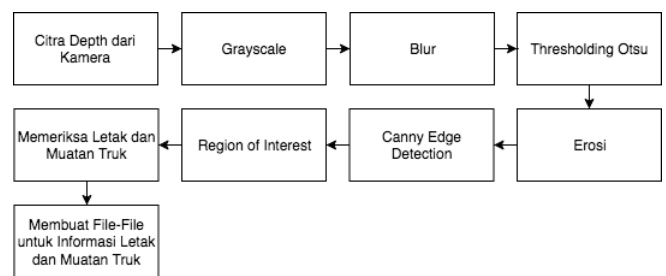 Citra Depth dari
Kamera
Grayscale
Blur
Thresholding Otsu
Erosi
Canny Edge
Detection
Region of Interest
Memeriksa Letak dan
Muatan Truk
Membuat File-File
untuk Informasi Letak
dan Muatan Truk